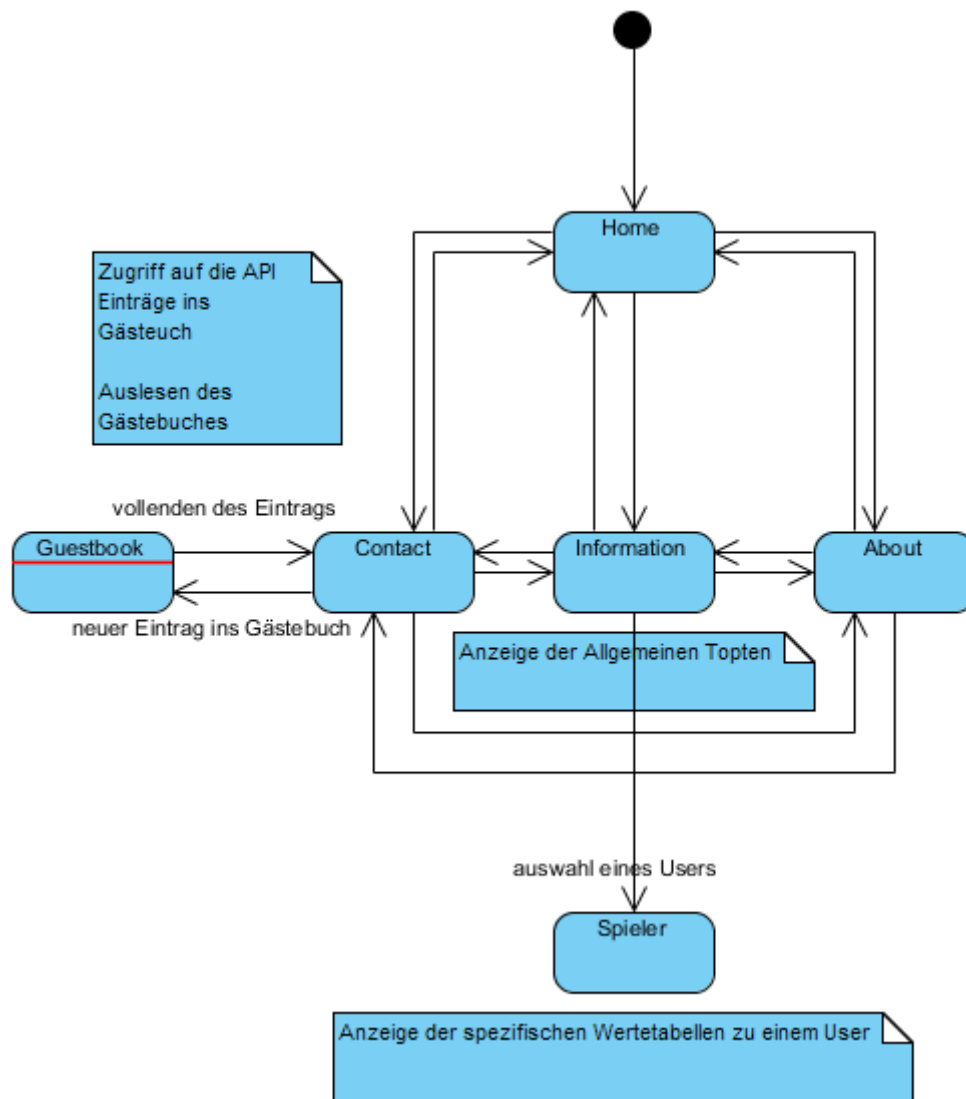 Home
Zugriff auf die API
Einträge ins
Gästeuch
Auslesen des
Gästebuches
vollenden des Eintrags
Guestbook
Contact
Information
About
neuer Eintrag ins Gästebuch
Anzeige der Allgemeinen Topten
auswahl eines Users
Spieler
Anzeige der spezifischen Wertetabellen zu einem User